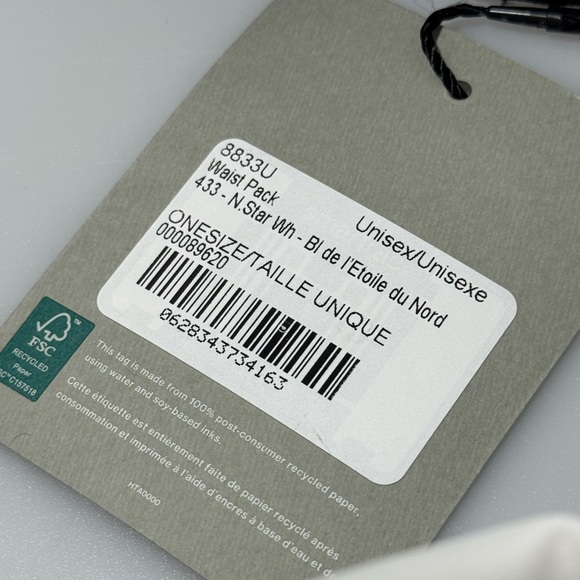 8833U
Waist Pack Unisex/Unisexe
433 - N.Star Wh - Bl de l'Etoile du Nord
ONESIZE/TAILLE UNIQUE
000089620
0628343734163
FSC
RECYCLED
Paper
C157518
This tag is made from 100% post-consumer recycled paper,
using water and soy-based inks.
Cette étiquette est entièrement faite de papier recyclé après
consommation et imprimée à l'aide d'encres à base d'eau et d
HTA0000